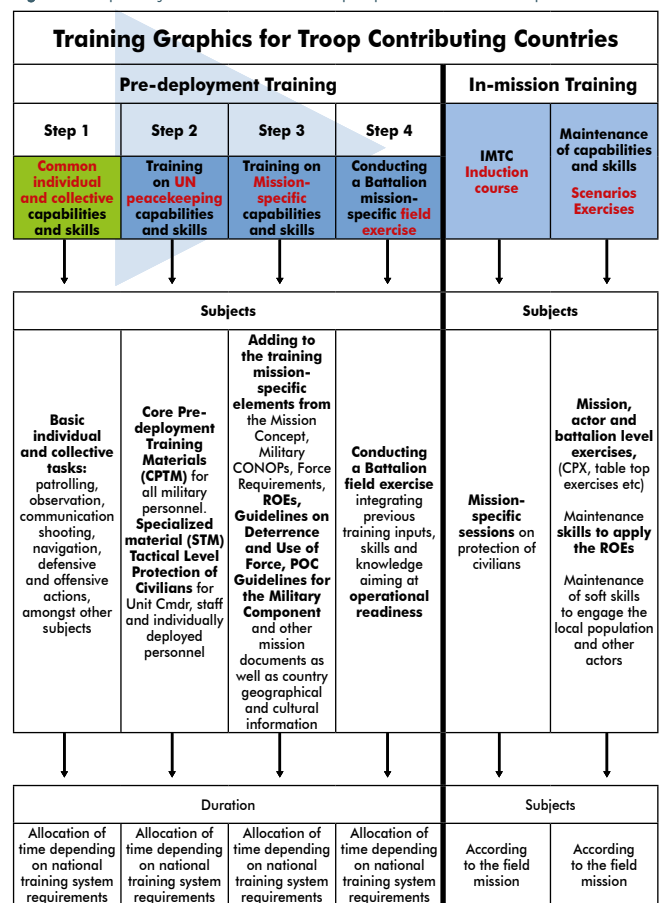 Training Graphics for Troop Contributing Countries
Pre-deployment Training
In-mission Training
Step 1
Step 2
Step 3
Step 4
Common
individual
and collective
capabilities
and skills
Training
on UN
peacekeeping
capabilities
and skills
Training on
Mission-
specific
capabilities
and skills
Conducting
a Battalion
mission-
specific field
exercise
IMTC
Induction
course
Maintenance
of capabilities
and skills
Scenarios
Exercises
Subjects
Subjects
Basic
individual
and collective
tasks:
patrolling,
observation,
communication
shooting,
navigation,
defensive
and offensive
actions,
amongst other
subjects
Core Pre-
deployment
Training
Materials
(CPTM) for
all military
personnel.
Specialized
material (STM)
Tactical Level
Protection of
Civilians for
Unit Cmdr, staff
and individually
deployed
personnel
Adding to
the training
mission-
specific
elements from
the Mission
Concept,
Military
CONOPs, Force
Requirements,
ROEs,
Guidelines on
Deterrence
and Use of
Force, POC
Guidelines for
the Military
Component
and other
mission
documents as
well as country
geographical
and cultural
information
Conducting
a Battalion
field exercise
integrating
previous
training inputs,
skills and
knowledge
aiming at
operational
readiness
Mission-
specific
sessions on
protection of
civilians
Mission,
actor and
battalion level
exercises,
(CPX, table top
exercises etc)
Maintenance
skills to apply
the ROEs
Maintenance
of soft skills
to engage the
local population
and other
actors
Duration
Subjects
Allocation of
time depending
on national
training system
requirements
Allocation of
time depending
on national
training system
requirements
Allocation of
time depending
on national
training system
requirements
Allocation of
time depending
on national
training system
requirements
According
to the field
mission
According
to the field
mission